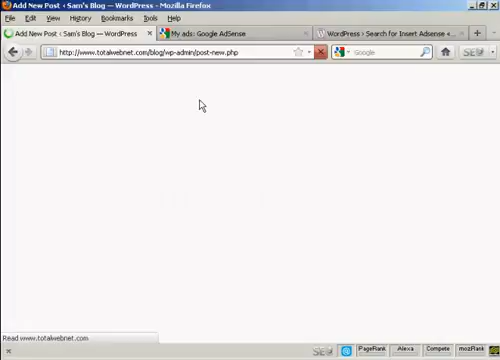 Add New Post ‹ Sam's Blog — WordPress - Mozilla Firefox
File Edit View History Bookmarks Tools Help
Add New Post ‹ Sam's Blog — WordPress
My ads: Google AdSense
WordPress › Search for Insert Adsense «...
http://www.totalwebnet.com/blog/wp-admin/post-new.php
Google
SEO
Read www.totalwebnet.com
SEO
PageRank
Alexa
Compete
mozRank